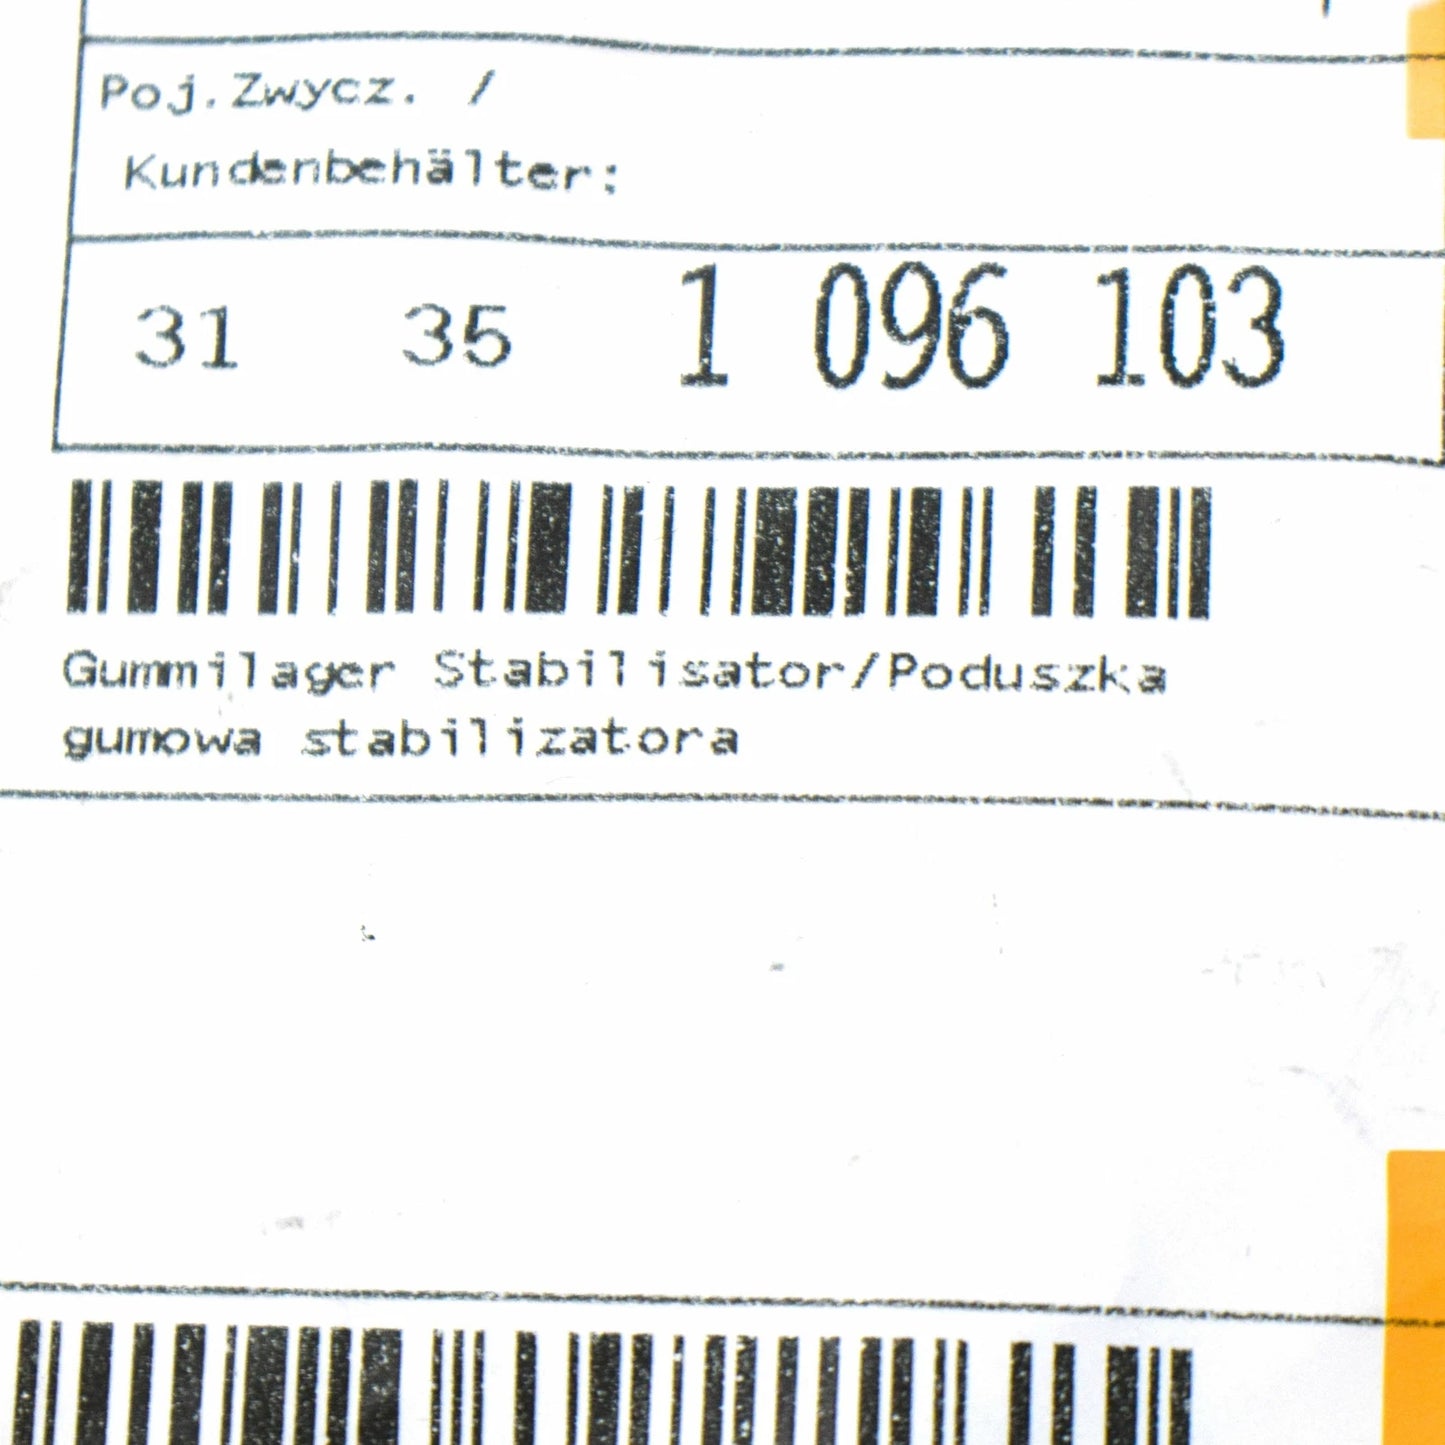 Poj.Zwycz. /
Kundenbehälter:
31 35 1 096 103
Gummilager Stabilisator/Poduszka
gumowa stabilizatora